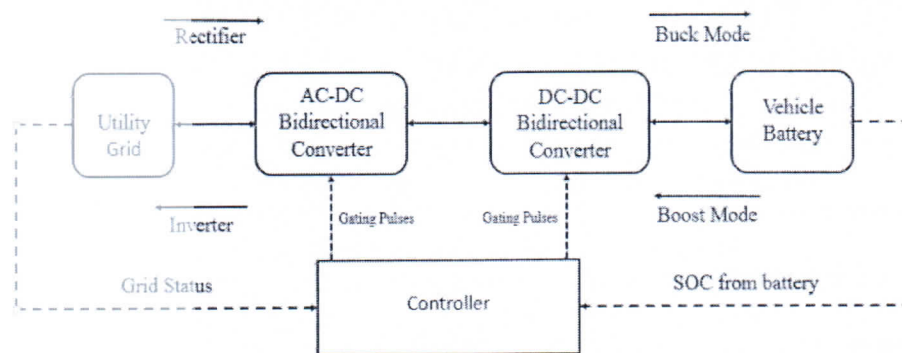 Rectifier
Buck Mode
Utility
Grid
AC-DC
Bidirectional
Converter
DC-DC
Bidirectional
Converter
Vehicle
Battery
Inverter
Gating Pulses
Gating Pulses
Boost Mode
Grid Status
Controller
SOC from battery